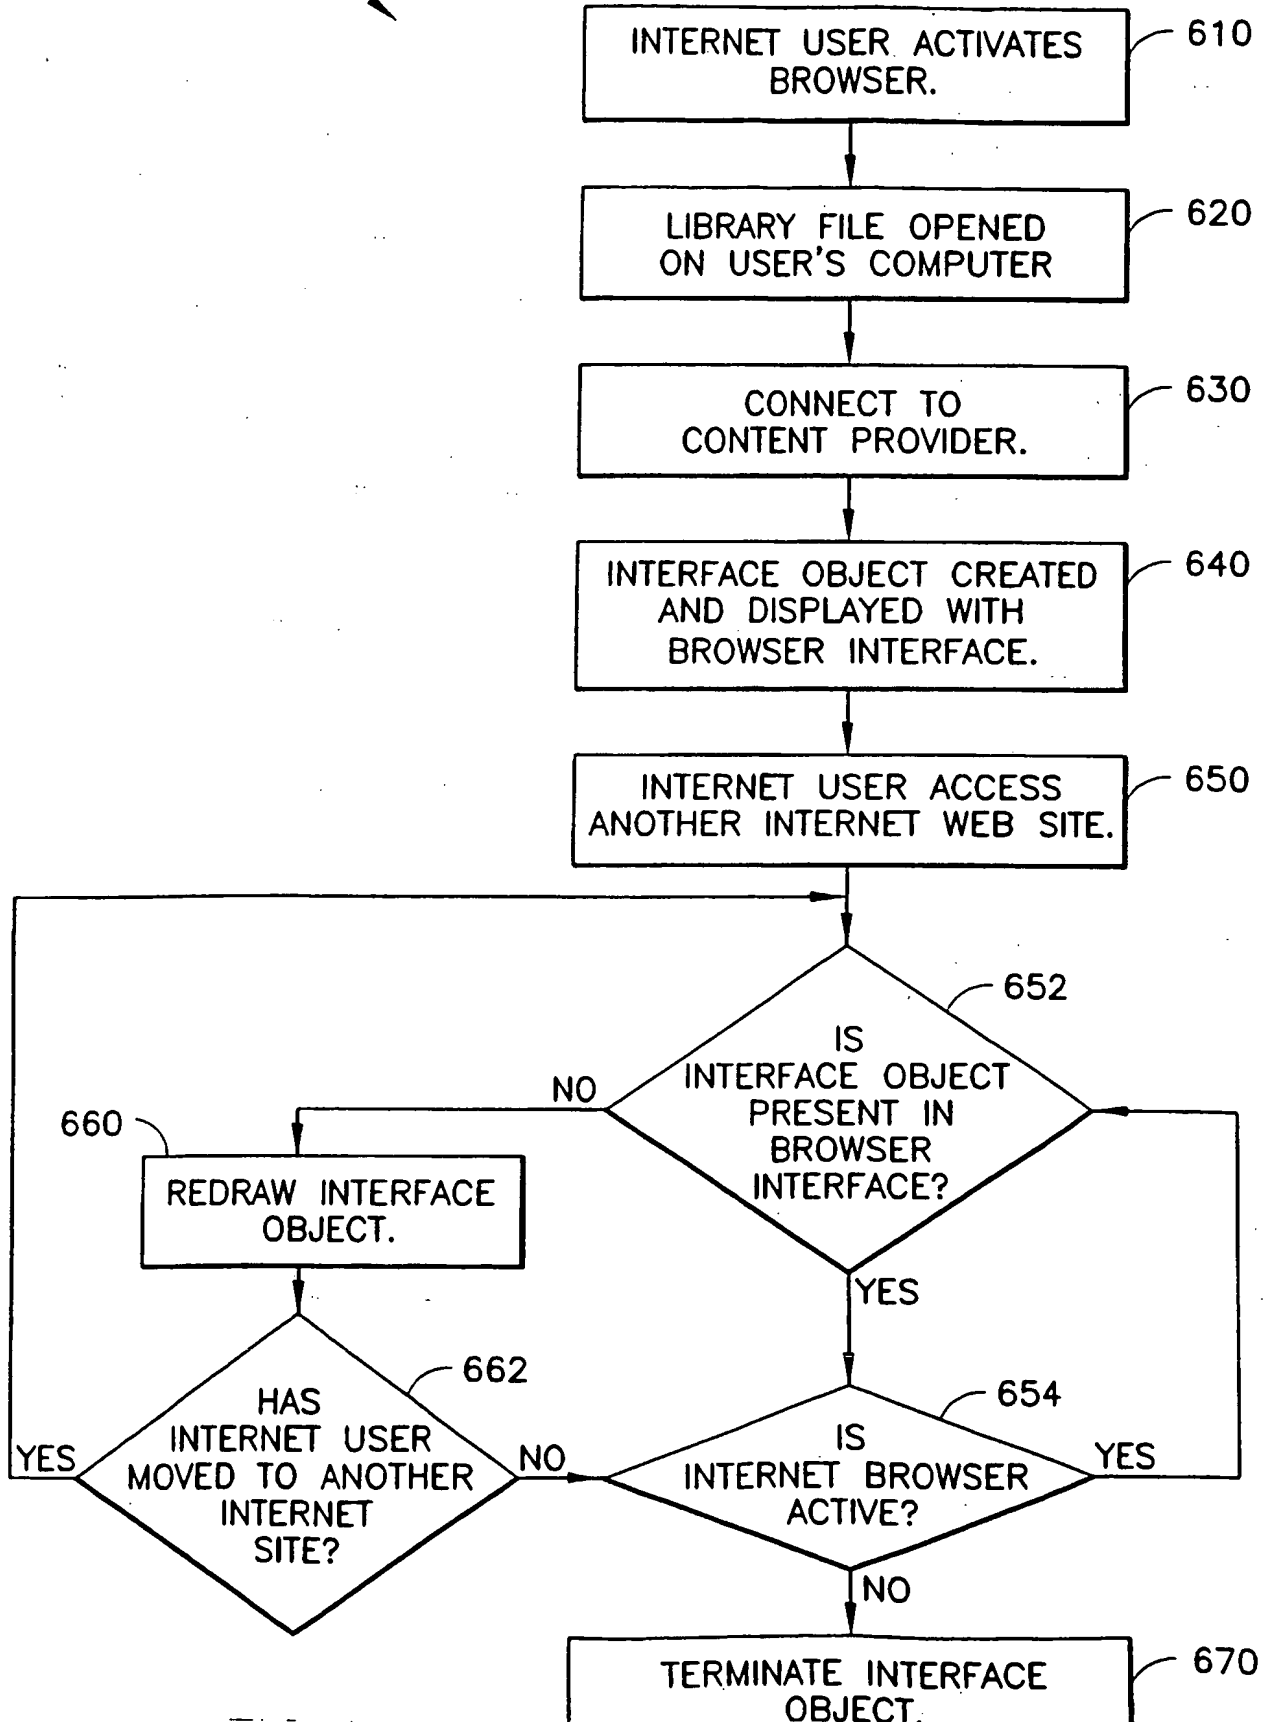 INTERNET USER ACTIVATES
BROWSER.
610
LIBRARY FILE OPENED
ON USER'S COMPUTER
620
CONNECT TO
CONTENT PROVIDER.
630
INTERFACE OBJECT CREATED
AND DISPLAYED WITH
BROWSER INTERFACE.
640
INTERNET USER ACCESS
ANOTHER INTERNET WEB SITE.
650
652
IS
INTERFACE OBJECT
PRESENT IN
BROWSER
INTERFACE?
NO
YES
660
REDRAW INTERFACE
OBJECT.
662
HAS
INTERNET USER
MOVED TO ANOTHER
INTERNET
SITE?
YES
NO
654
IS
INTERNET BROWSER
ACTIVE?
YES
NO
TERMINATE INTERFACE
OBJECT.
670